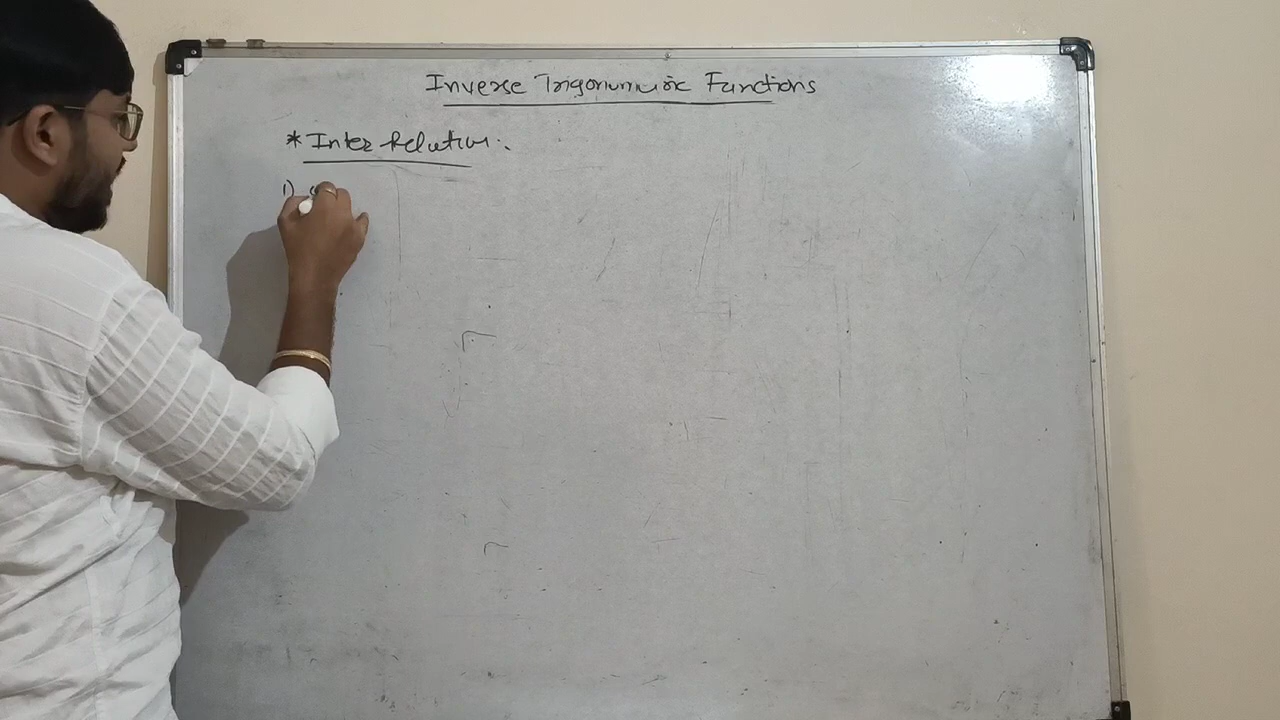 Inverse Trigonometric Functions
* Inter Relation :
1)